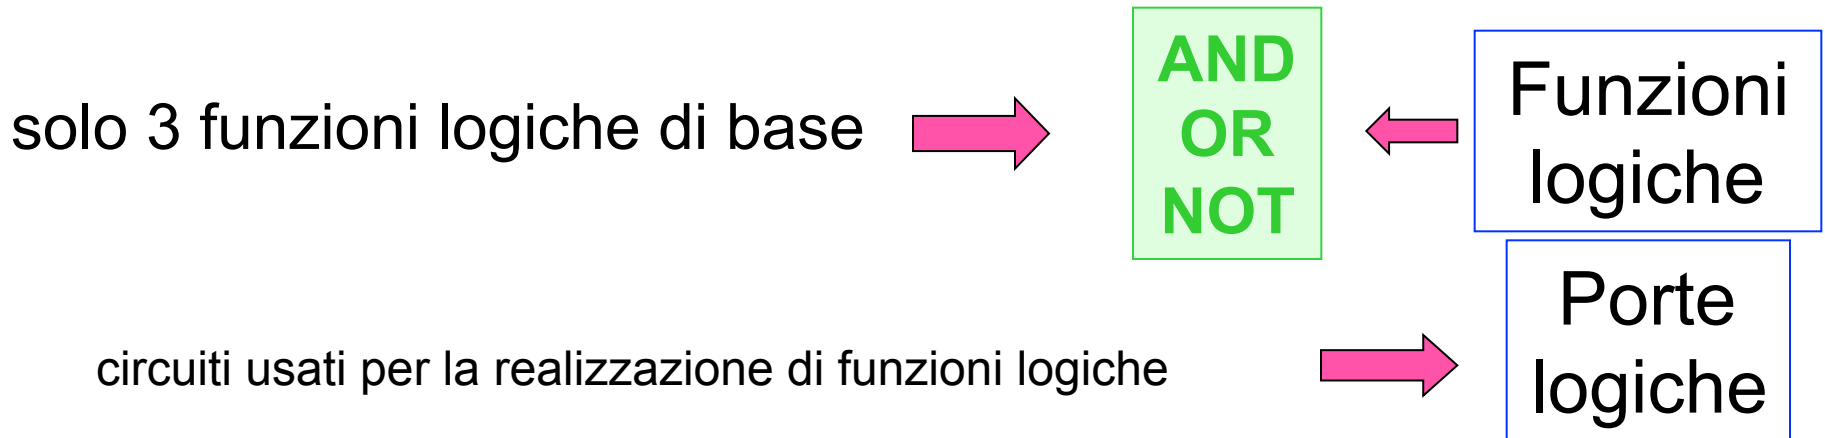 solo 3 funzioni logiche di base
AND
OR
NOT
Funzioni
logiche
circuiti usati per la realizzazione di funzioni logiche
Porte
logiche